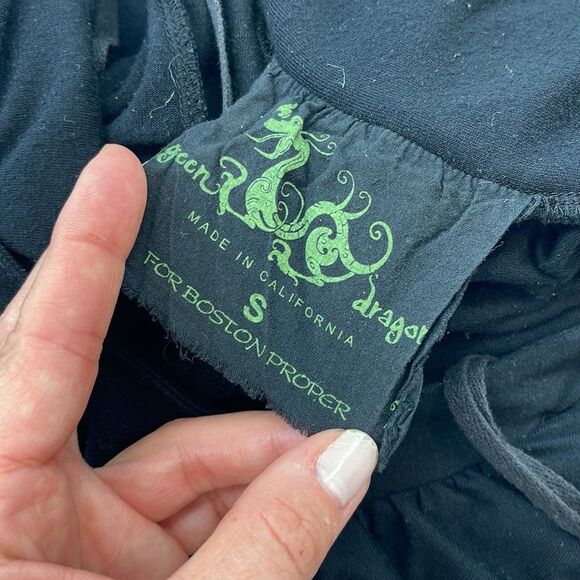 green
dragon
MADE IN CALIFORNIA
S
FOR BOSTON PROPER